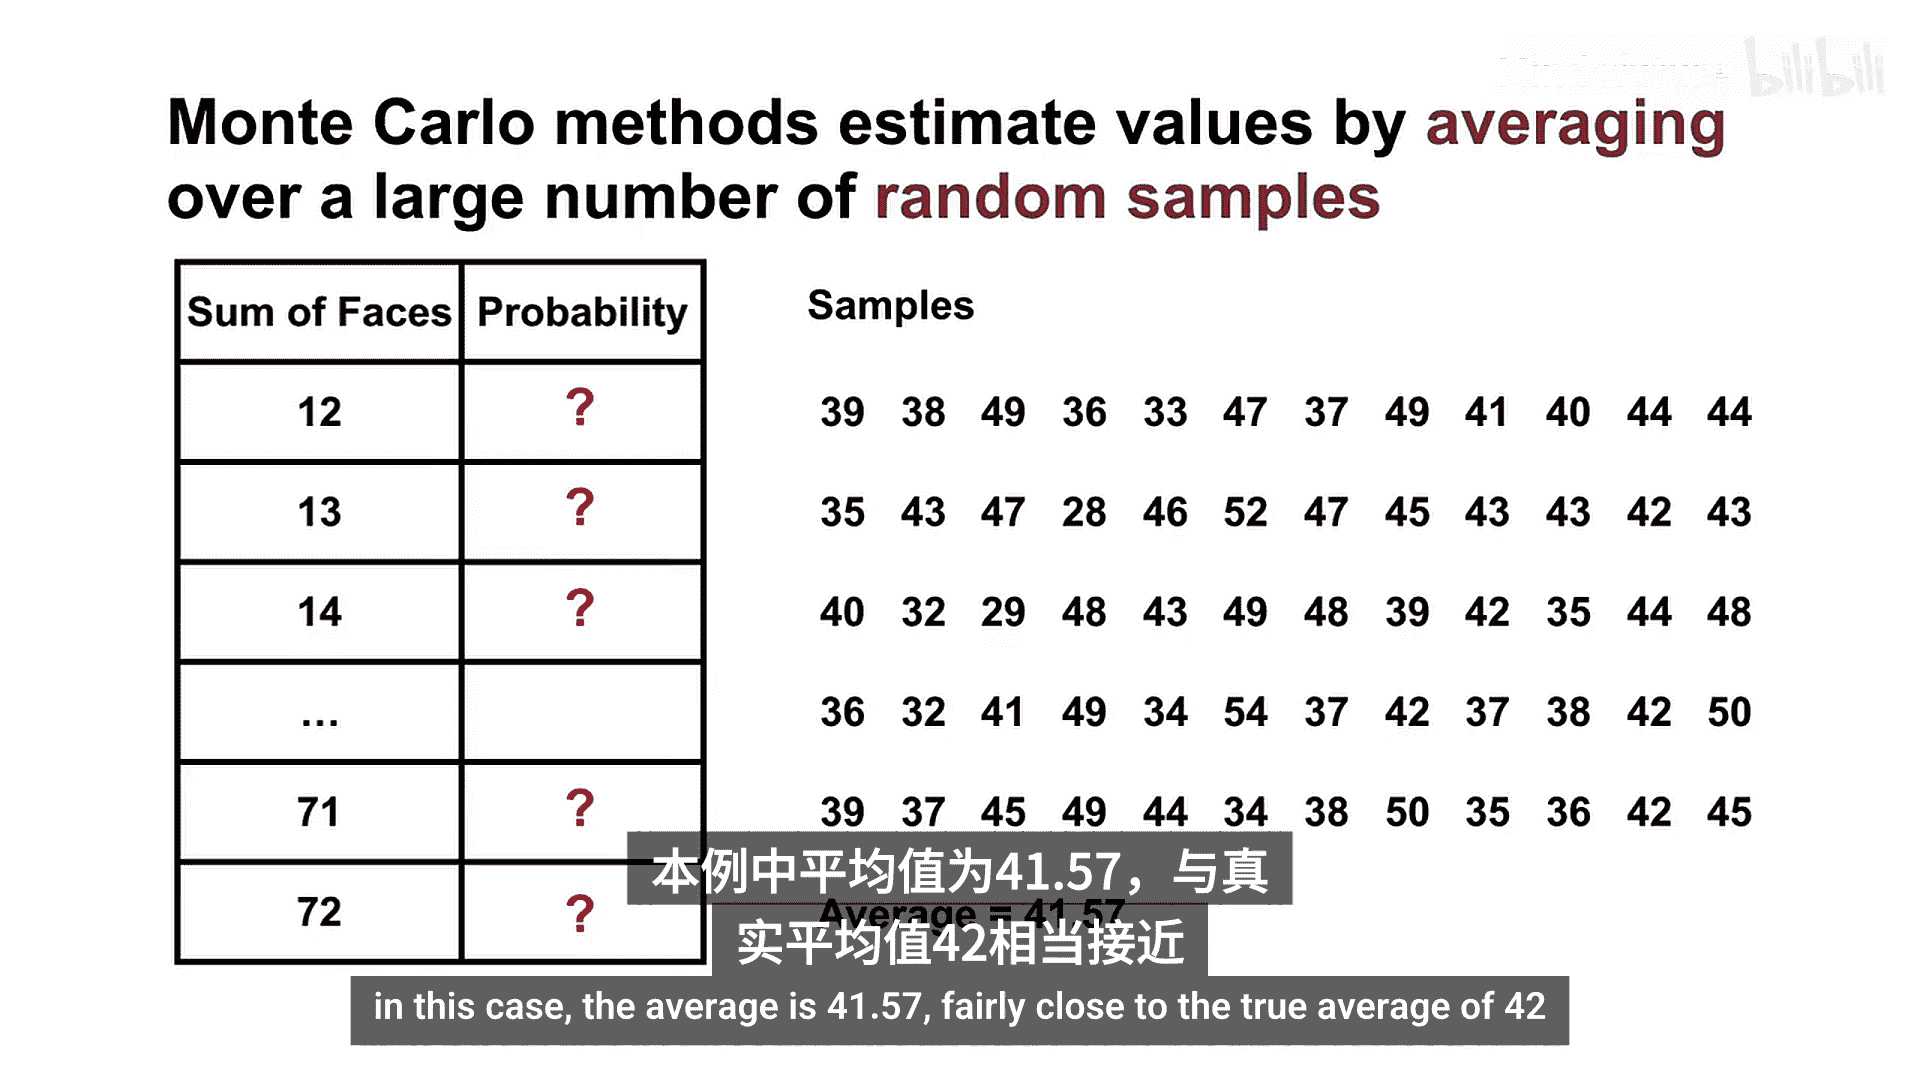 bilibili
Monte Carlo methods estimate values by averaging
over a large number of random samples
Sum of Faces Probability
12 ?
13 ?
14 ?
...
71 ?
72 ?
Samples
39 38 49 36 33 47 37 49 41 40 44 44
35 43 47 28 46 52 47 45 43 43 42 43
40 32 29 48 43 49 48 39 42 35 44 48
36 32 41 49 34 54 37 42 37 38 42 50
39 37 45 49 44 34 38 50 35 36 42 45
Average = 41.57
本例中平均值为41.57，与真
实平均值42相当接近
in this case, the average is 41.57, fairly close to the true average of 42